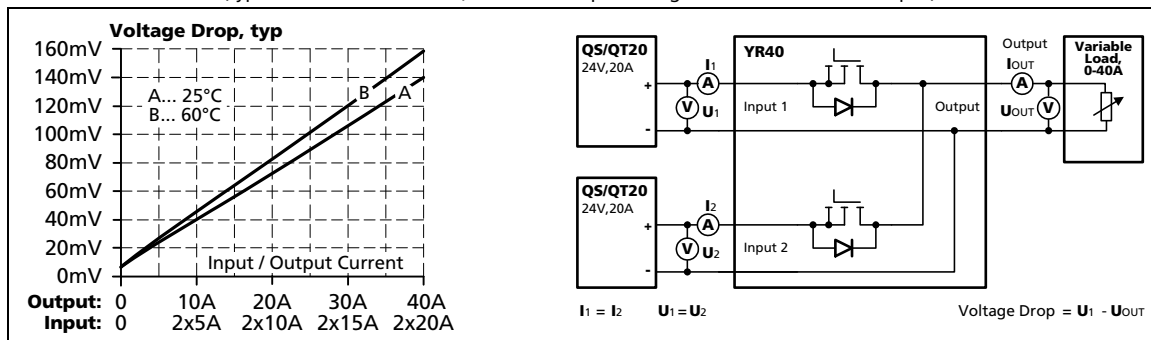 Voltage Drop, typ
160mV
140mV
120mV
100mV
80mV
60mV
40mV
20mV
0mV
A... 25°C
B... 60°C
B
A
Input / Output Current
Output: 0 10A 20A 30A 40A
Input: 0 2x5A 2x10A 2x15A 2x20A
QS/QT20
24V,20A
+
-
I1
A
V
U1
YR40
Input 1
Output
Output
IOUT
A
UOUT
V
Variable
Load,
0-40A
QS/QT20
24V,20A
+
-
I2
A
V
U2
Input 2
I1 = I2 U1 = U2
Voltage Drop = U1 - UOUT